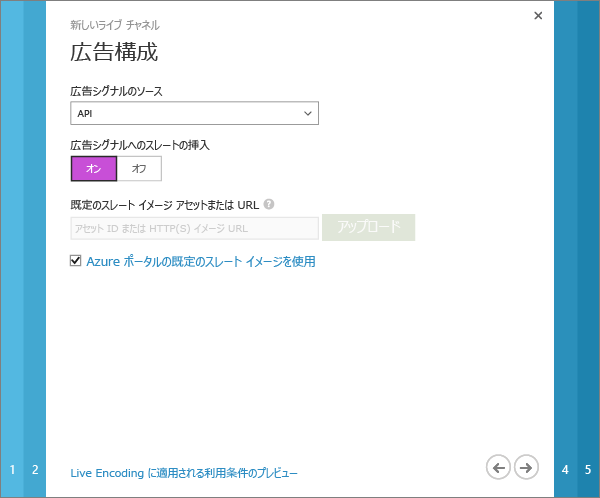 新しいライブ チャネル
広告構成
広告シグナルのソース
API
広告シグナルへのスレートの挿入
オン オフ
既定のスレート イメージ アセットまたは URL ?
アセット ID または HTTP(S) イメージ URL アップロード
Azure ポータルの既定のスレート イメージを使用
1 2 Live Encoding に適用される利用条件のプレビュー 4 5